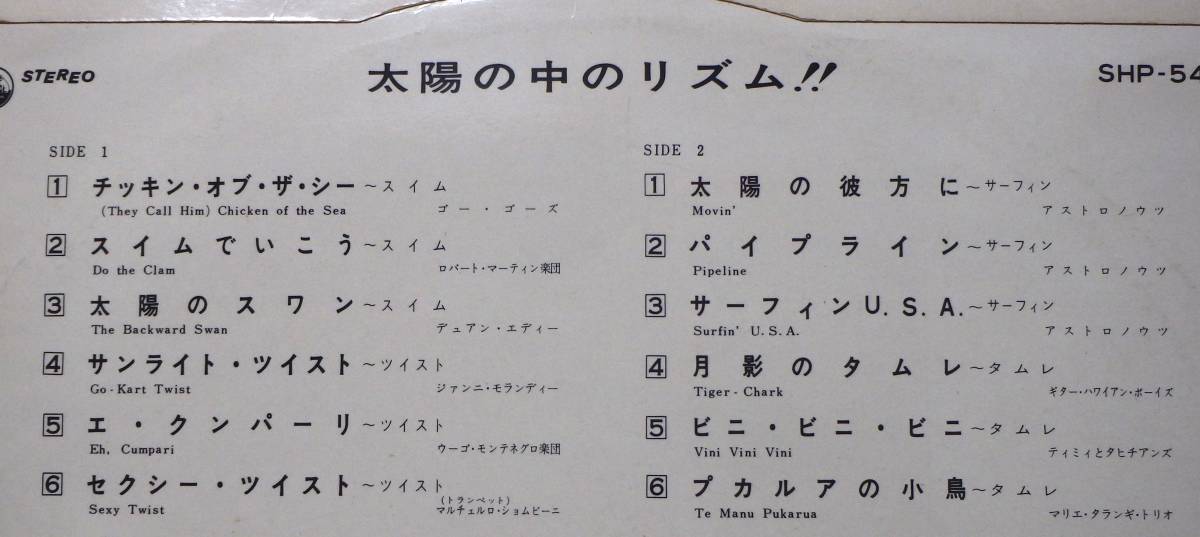 STEREO
太陽の中のリズム!!
SHP-54
SIDE 1
1 チッキン・オブ・ザ・シー〜スイム
(They Call Him) Chicken of the Sea ゴー・ゴーズ
2 スイムでいこう〜スイム
Do the Clam ロバート・マーティン楽団
3 太陽のスワン〜スイム
The Backward Swan デュアン・エディー
4 サンライト・ツイスト〜ツイスト
Go-Kart Twist ジァンニ・モランディー
5 エ・クンパーリ〜ツイスト
Eh, Cumpari ウーゴ・モンテネグロ楽団
6 セクシー・ツイスト〜ツイスト
(トランペット)
Sexy Twist マルチェルロ・ショムビーニ
SIDE 2
1 太陽の彼方に〜サーフィン
Movin' アストロノウツ
2 パイプライン〜サーフィン
Pipeline アストロノウツ
3 サーフィンU.S.A.〜サーフィン
Surfin' U.S.A. アストロノウツ
4 月影のタムレ〜タムレ
Tiger-Chark ギター・ハワイアン・ボーイズ
5 ビニ・ビニ・ビニ〜タムレ
Vini Vini Vini ティミィとタヒチアンズ
6 プカルアの小鳥〜タムレ
Te Manu Pukarua マリエ・タランギ・トリオ